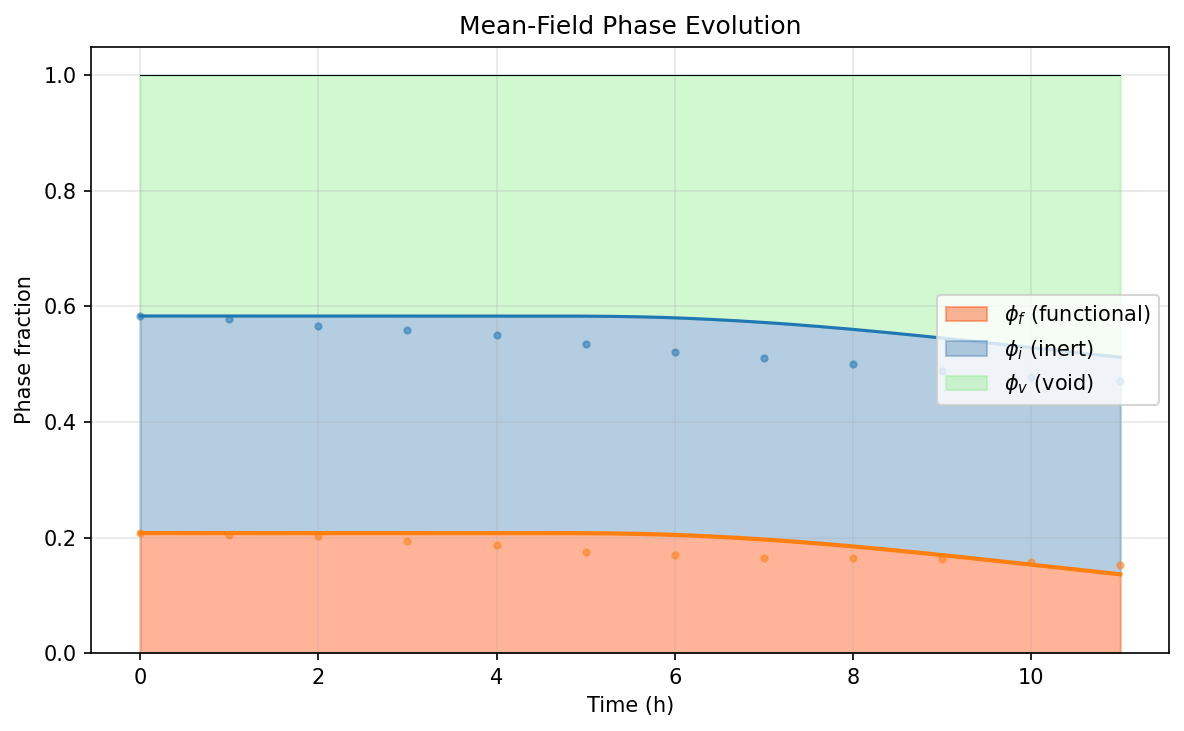 Mean-Field Phase Evolution
Phase fraction
1.0
0.8
0.6
0.4
0.2
0.0
ϕf (functional)
ϕi (inert)
ϕv (void)
0 2 4 6 8 10
Time (h)